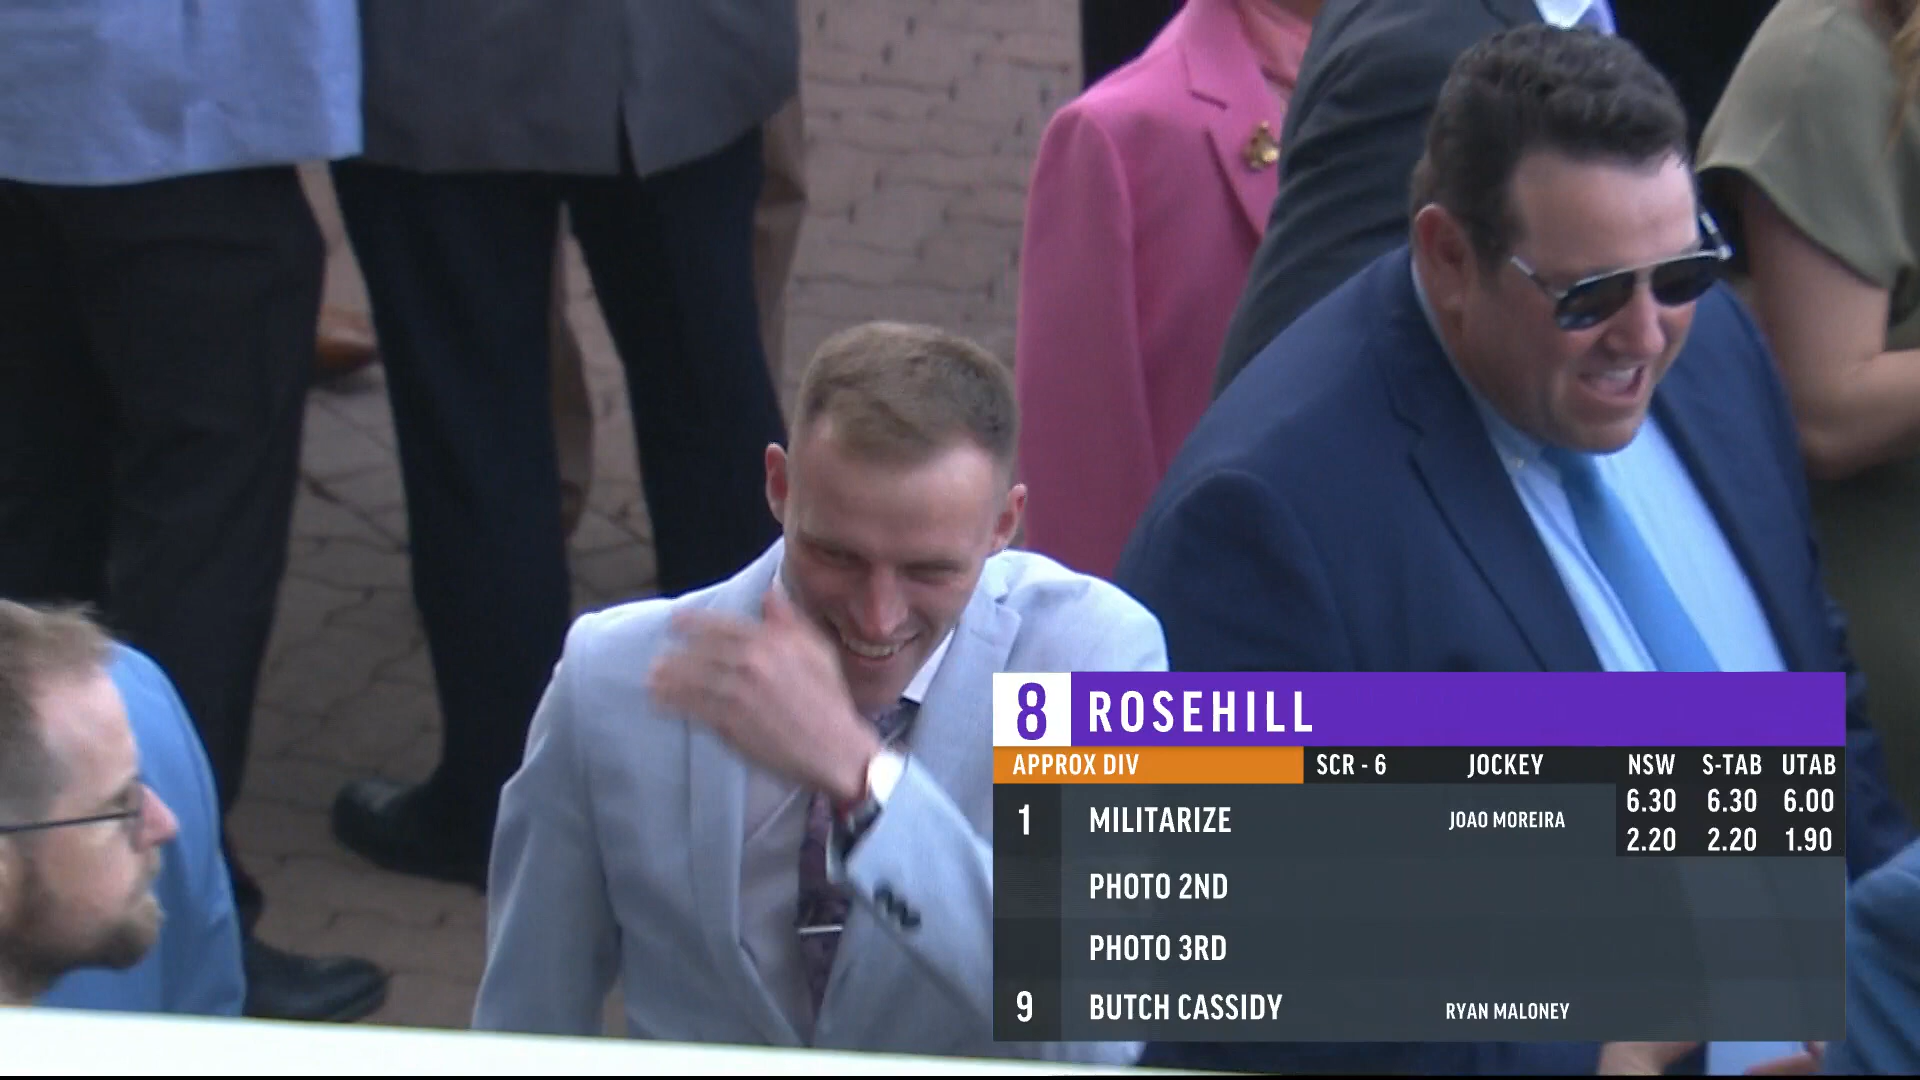 8 ROSEHILL
APPROX DIV SCR - 6 JOCKEY NSW S-TAB UTAB
1 MILITARIZE JOAO MOREIRA 6.30 6.30 6.00
2.20 2.20 1.90
PHOTO 2ND
PHOTO 3RD
9 BUTCH CASSIDY RYAN MALONEY